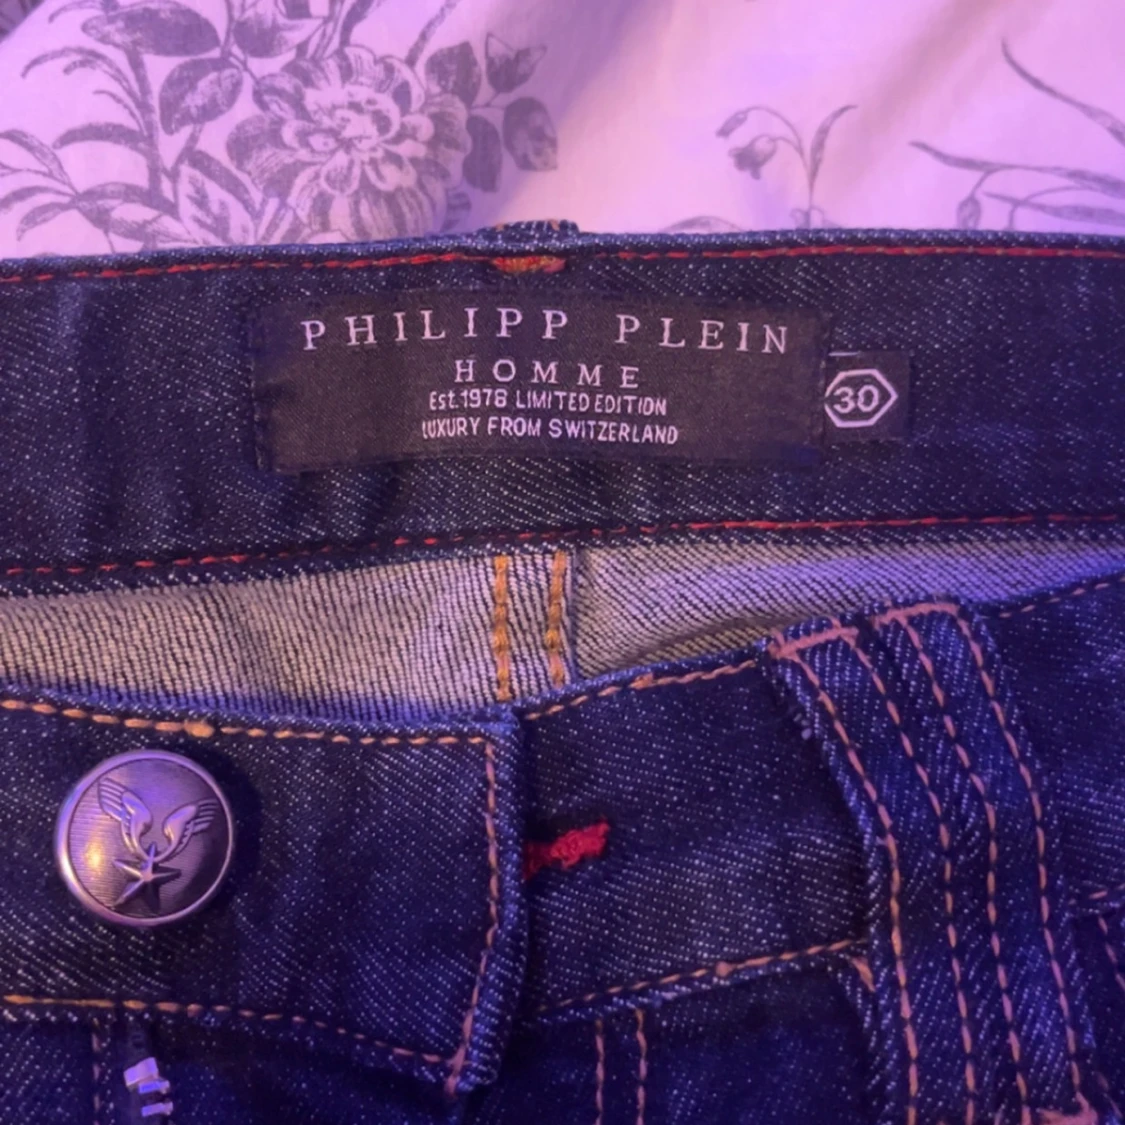 PHILIPP PLEIN
HOMME
Est.1978 LIMITED EDITION
LUXURY FROM SWITZERLAND
30